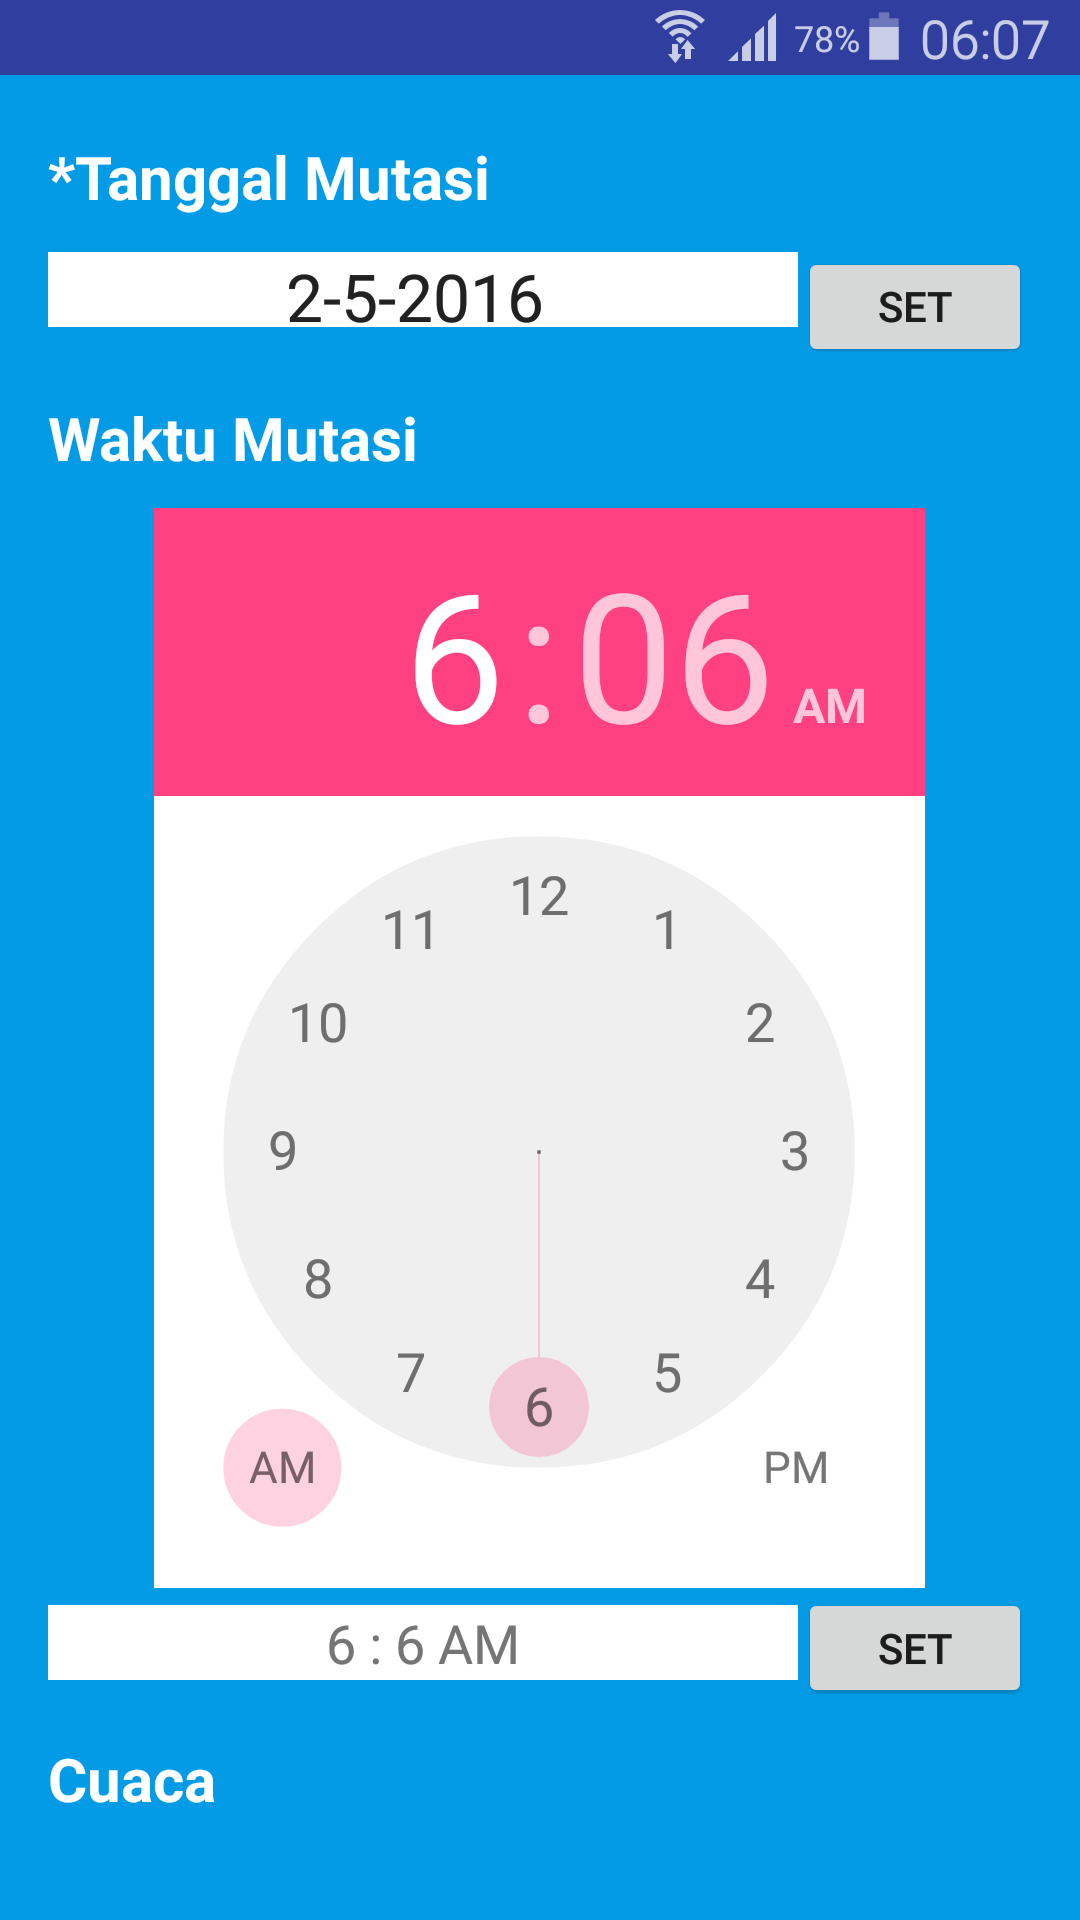 78% 06:07
*Tanggal Mutasi
2-5-2016 SET
Waktu Mutasi
6:06 AM
12
11 1
10 2
9 3
8 4
7 5
6
AM PM
6 : 6 AM SET
Cuaca